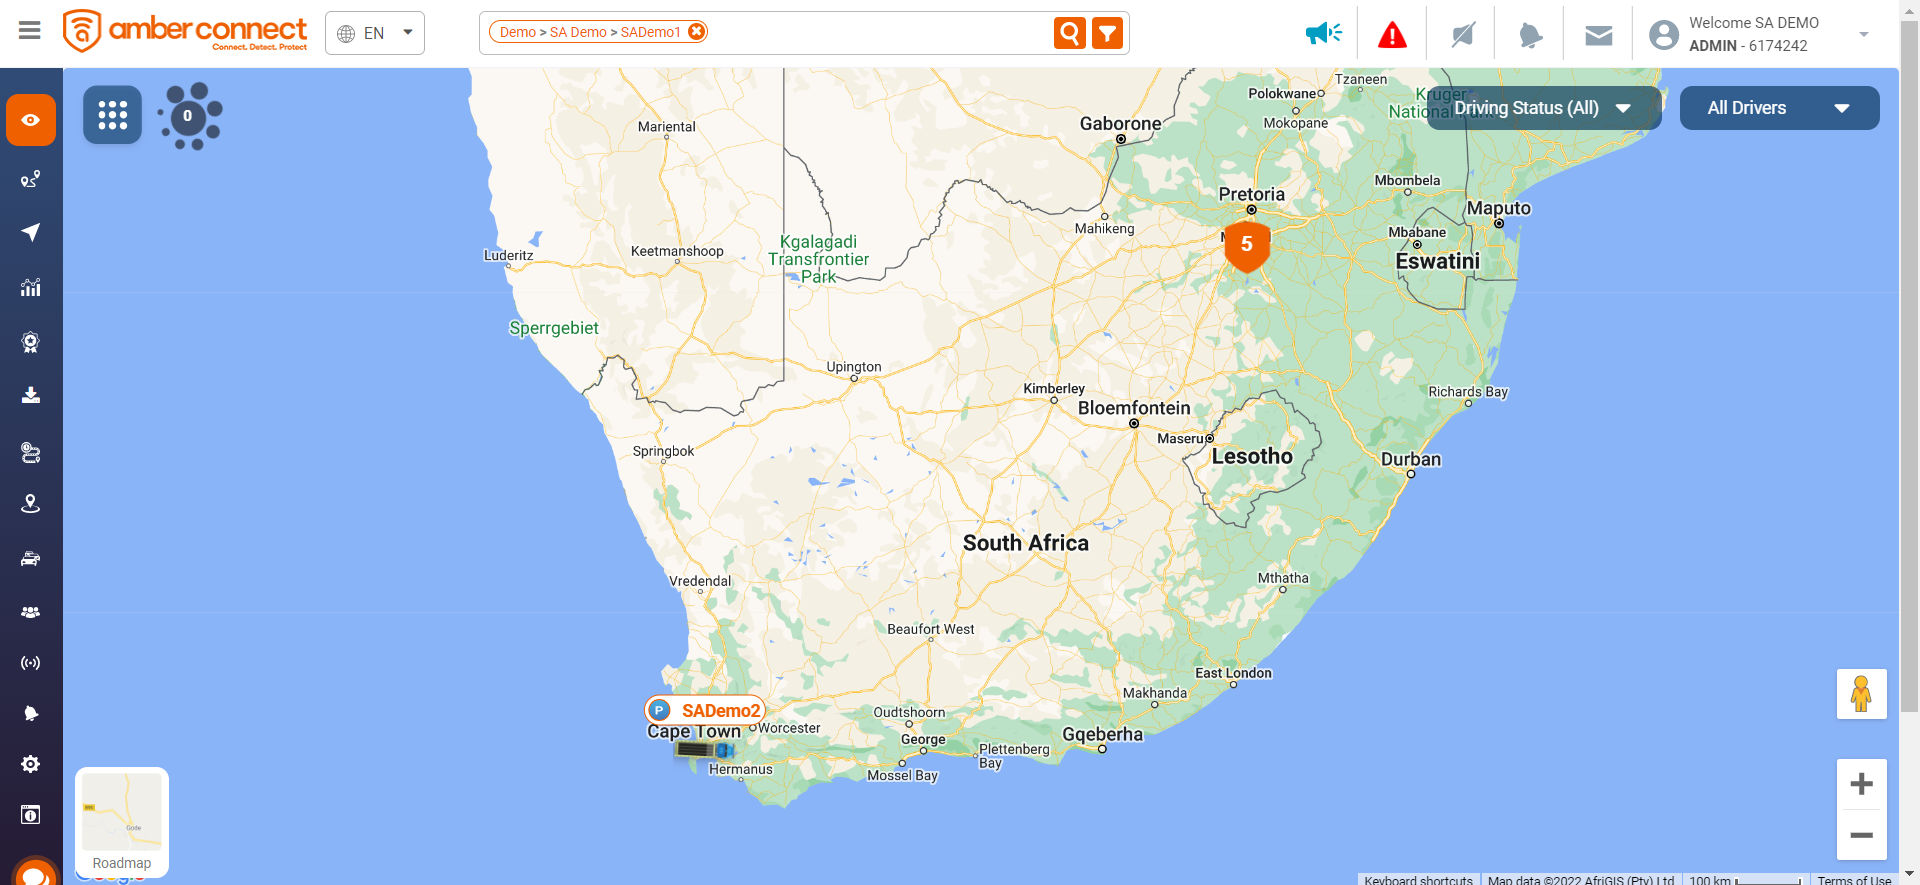 amber connect
Connect. Detect. Protect
EN
Demo > SA Demo > SADemo1
Welcome SA DEMO
ADMIN - 6174242
0
Driving Status (All)
All Drivers
Tzaneen
Polokwane
Kruger
National
Mokopane
Gaborone
Mariental
Mbombela
Pretoria
Maputo
Mahikeng
Mbabane
5
Kgalagadi
Transfrontier
Park
Keetmanshoop
Luderitz
Eswatini
Sperrgebiet
Upington
Kimberley
Richards Bay
Bloemfontein
Maseru
Lesotho
Springbok
Durban
South Africa
Vredendal
Mthatha
Beaufort West
East London
Makhanda
P SADemo2
Oudtshoorn
Cape Town
Worcester
George
Gqeberha
Plettenberg
Bay
Hermanus
Mossel Bay
Gode
Roadmap
Keyboard shortcuts
Map data ©2022 AfriGIS (Pty) Ltd
100 km
Terms of Use